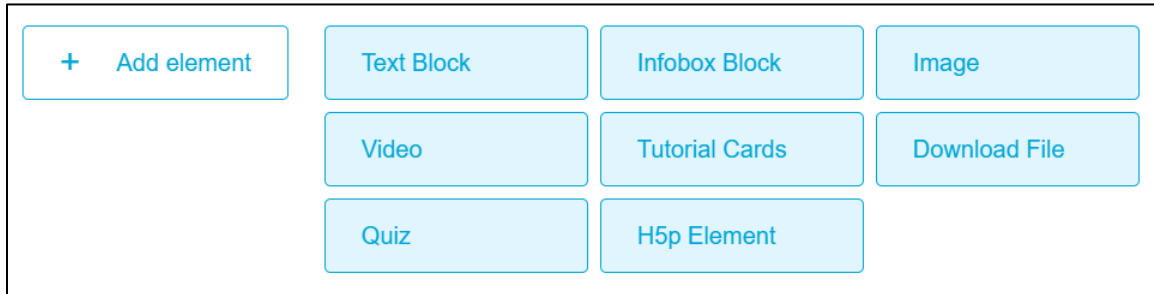 + Add element
Text Block
Infobox Block
Image
Video
Tutorial Cards
Download File
Quiz
H5p Element